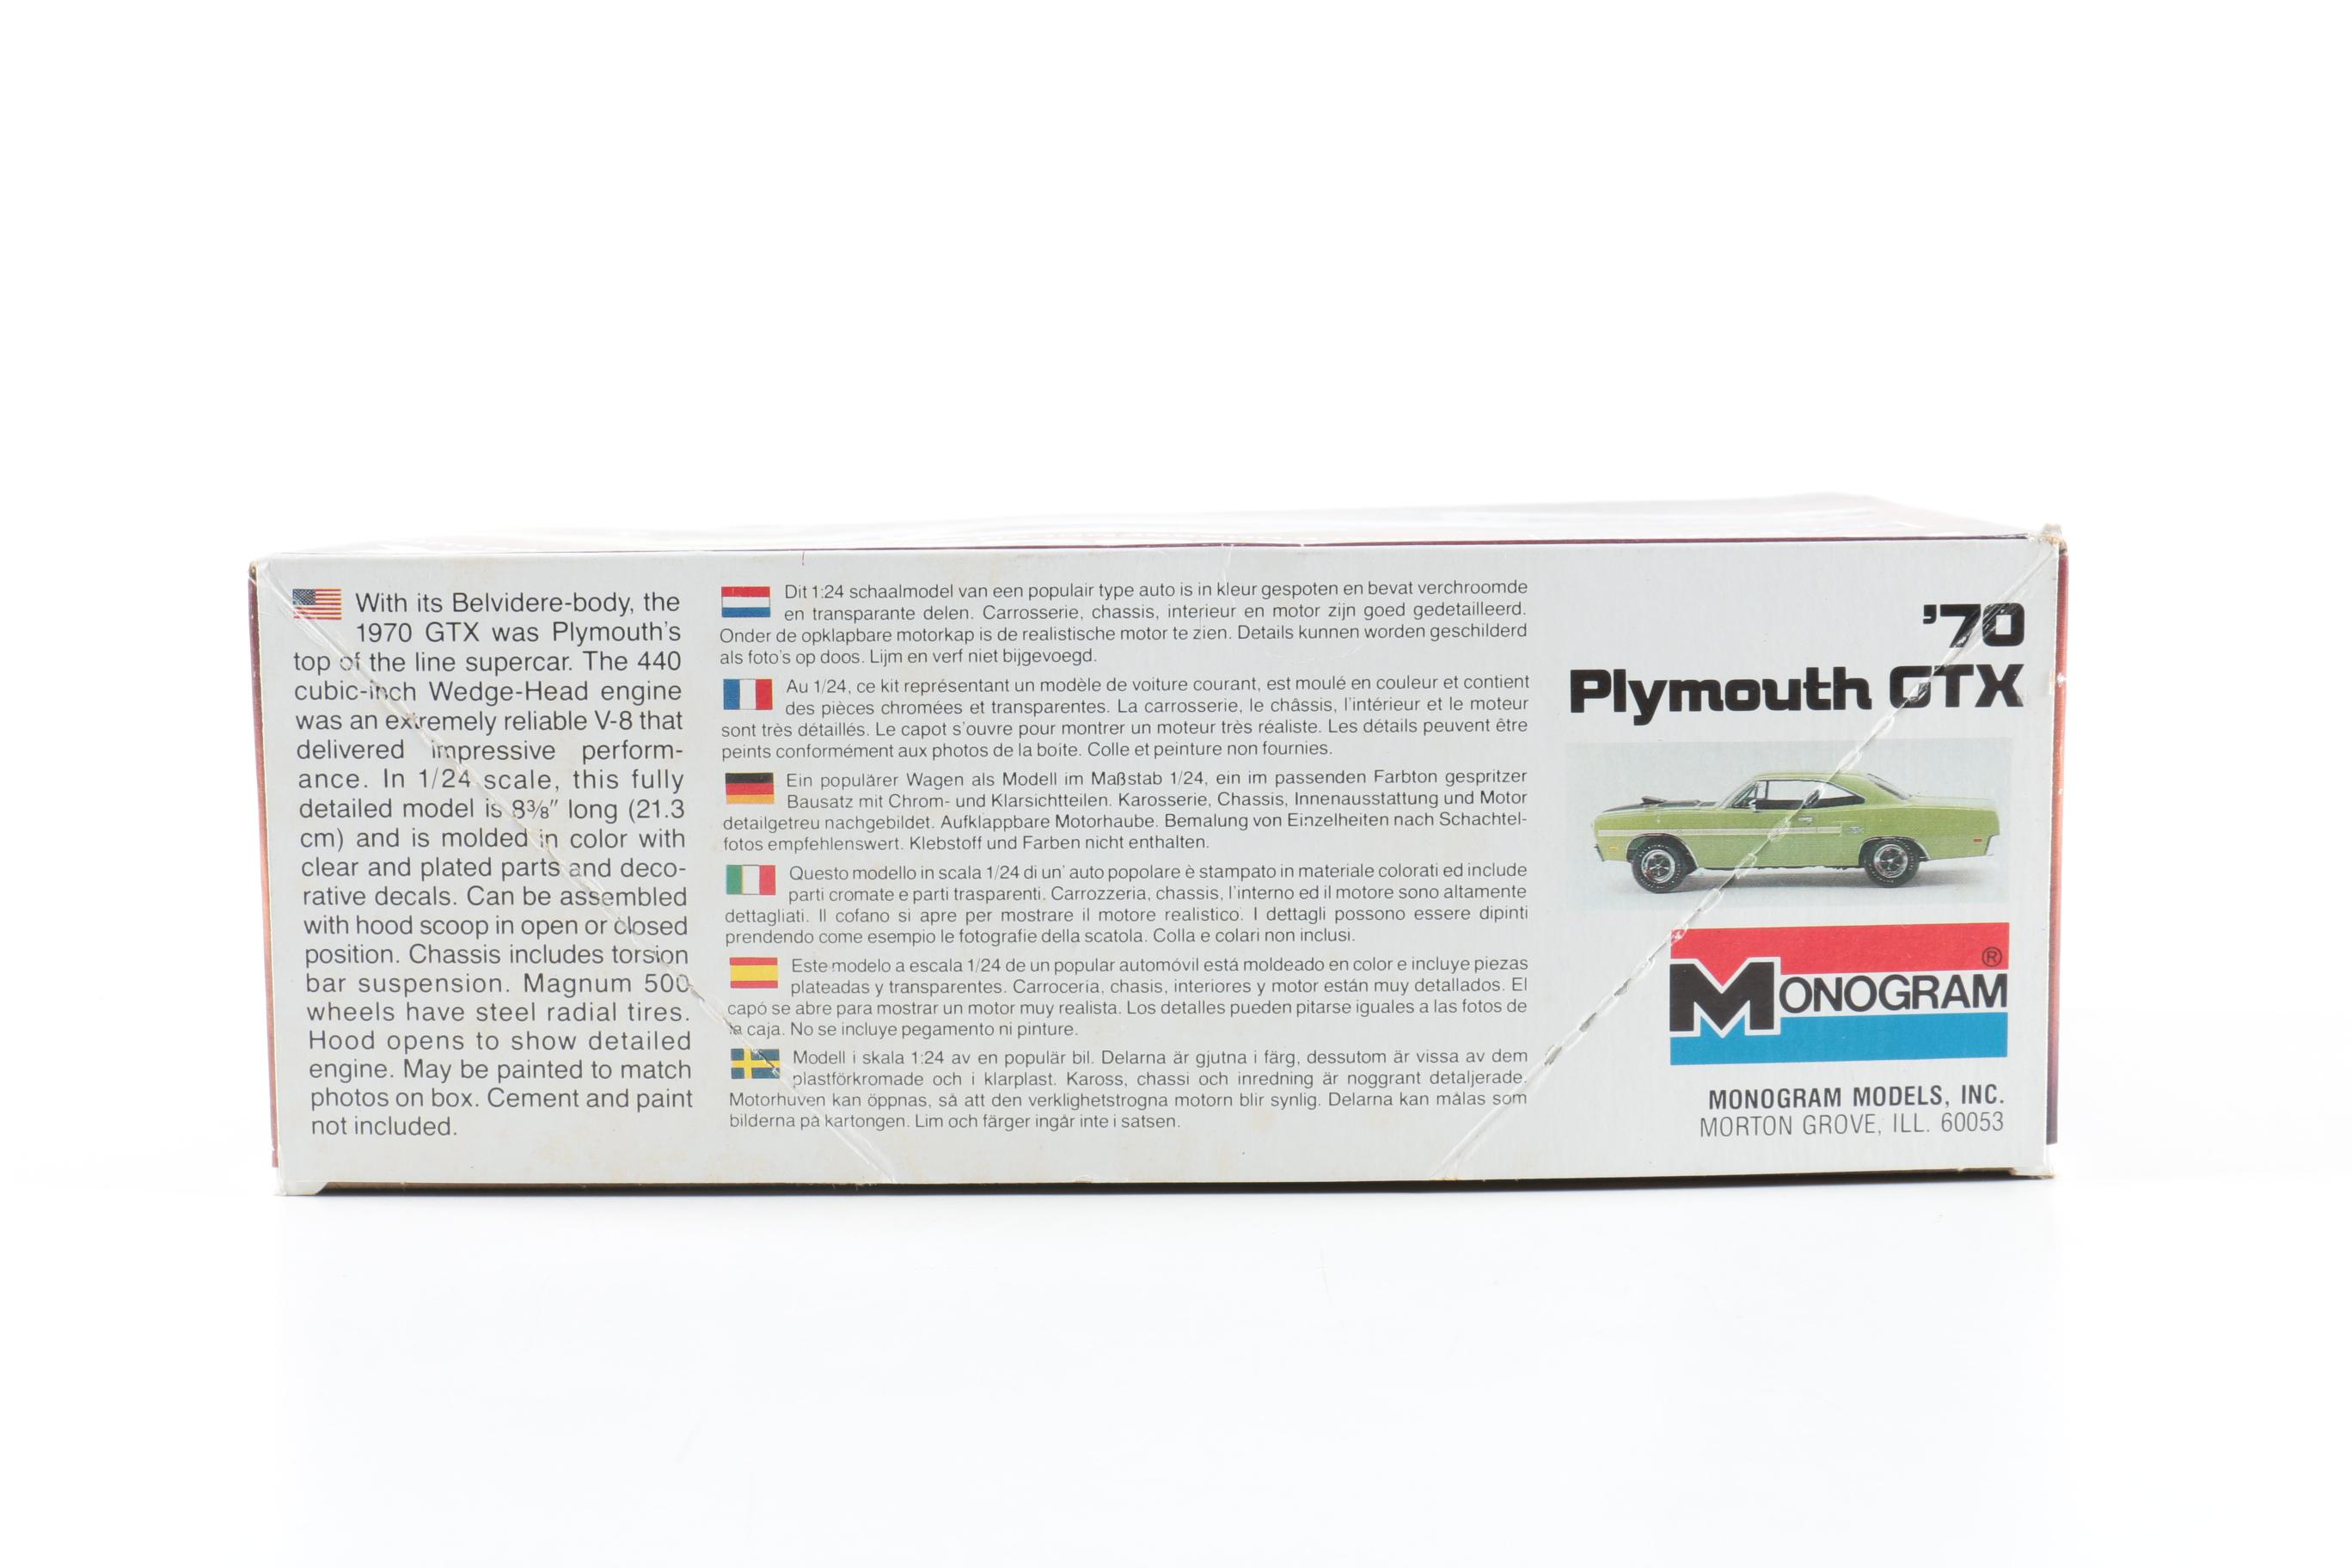 With its Belvidere-body, the
1970 GTX was Plymouth's
top of the line supercar. The 440
cubic-inch Wedge-Head engine
was an extremely reliable V-8 that
delivered impressive perform-
ance. In 1/24 scale, this fully
detailed model is 8⅜" long (21.3
cm) and is molded in color with
clear and plated parts and deco-
rative decals. Can be assembled
with hood scoop in open or closed
position. Chassis includes torsion
bar suspension. Magnum 500
wheels have steel radial tires.
Hood opens to show detailed
engine. May be painted to match
photos on box. Cement and paint
not included.
Dit 1:24 schaalmodel van een populair type auto is in kleur gespoten en bevat verchroomde
en transparante delen. Carrosserie, chassis, interieur en motor zijn goed gedetailleerd.
Onder de opklapbare motorkap is de realistische motor te zien. Details kunnen worden geschilderd
als foto's op doos. Lijm en verf niet bijgevoegd.
Au 1/24, ce kit représentant un modèle de voiture courant, est moulé en couleur et contient
des pièces chromées et transparentes. La carrosserie, le châssis, l'intérieur et le moteur
sont très détaillés. Le capot s'ouvre pour montrer un moteur très réaliste. Les détails peuvent être
peints conformément aux photos de la boîte. Colle et peinture non fournies.
Ein populärer Wagen als Modell im Maßstab 1/24, ein im passenden Farbton gespritzer
Bausatz mit Chrom- und Klarsichtteilen. Karosserie, Chassis, Innenausstattung und Motor
detailgetreu nachgebildet. Aufklappbare Motorhaube. Bemalung von Einzelheiten nach Schachtel-
fotos empfehlenswert. Klebstoff und Farben nicht enthalten.
Questo modello in scala 1/24 di un' auto popolare è stampato in materiale colorati ed include
parti cromate e parti trasparenti. Carrozzeria, chassis, l'interno ed il motore sono altamente
dettagliati. Il cofano si apre per mostrare il motore realistico. I dettagli possono essere dipinti
prendendo come esempio le fotografie della scatola. Colla e colari non inclusi.
Este modelo a escala 1/24 de un popular automóvil está moldeado en color e incluye piezas
plateadas y transparentes. Carrocería, chasis, interiores y motor están muy detallados. El
capó se abre para mostrar un motor muy realista. Los detalles pueden pitarse iguales a las fotos de
la caja. No se incluye pegamento ni pinture.
Modell i skala 1:24 av en populär bil. Delarna är gjutna i färg, dessutom är vissa av dem
plastförkromade och i klarplast. Kaross, chassi och inredning är noggrant detaljerade.
Motorhuven kan öppnas, så att den verklighetstrogna motorn blir synlig. Delarna kan målas som
bilderna på kartongen. Lim och färger ingår inte i satsen.
'70
Plymouth GTX
MONOGRAM ®
MONOGRAM MODELS, INC.
MORTON GROVE, ILL. 60053